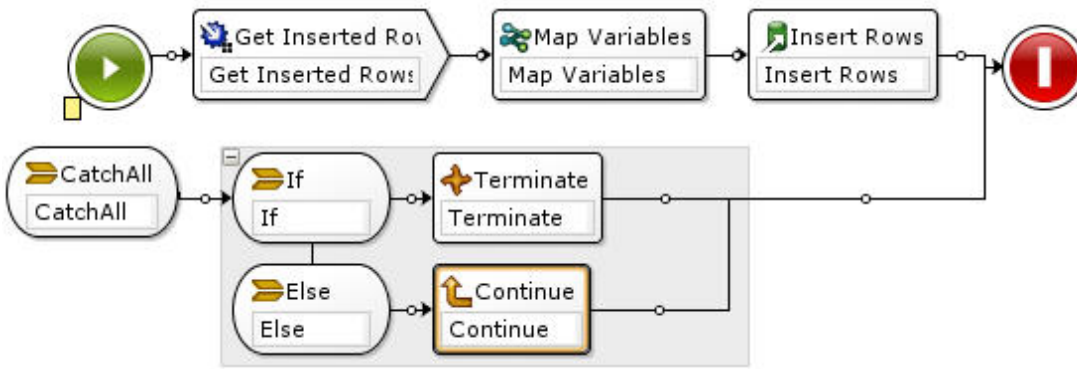 Get Inserted Rov
Get Inserted Rows
Map Variables
Map Variables
Insert Rows
Insert Rows
CatchAll
CatchAll
If
If
Terminate
Terminate
Else
Else
Continue
Continue